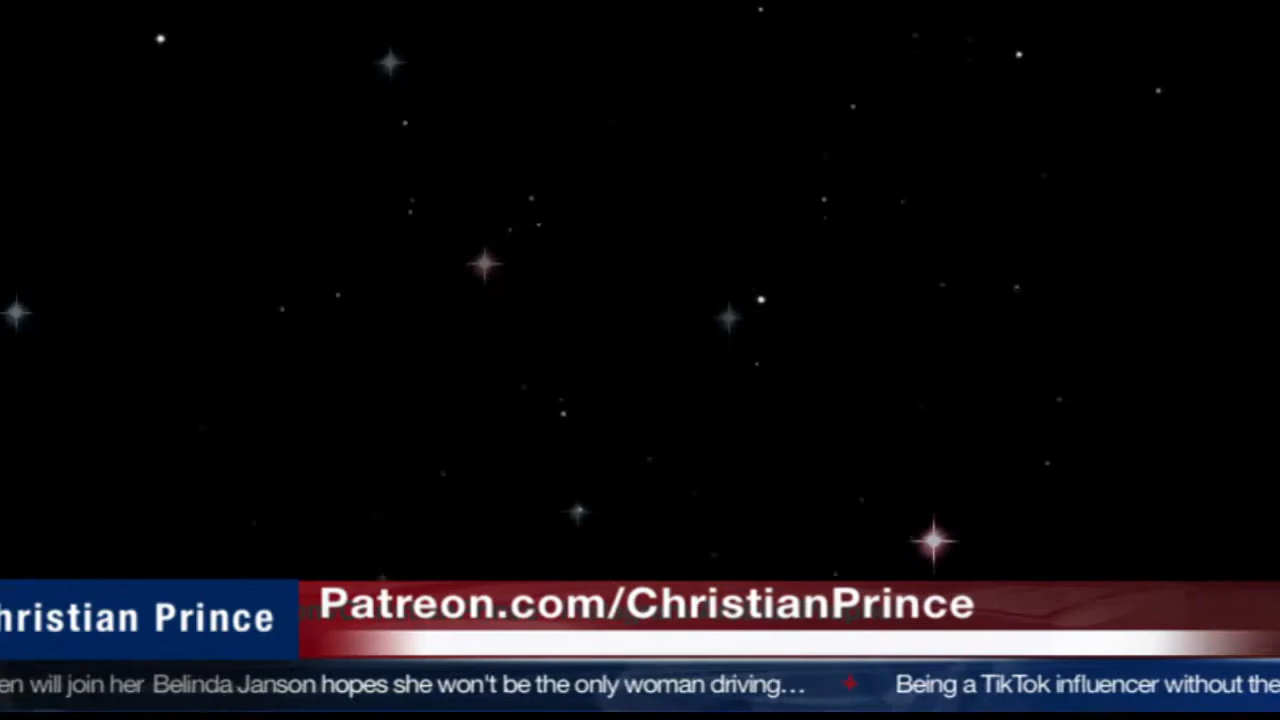 hristian Prince
Patreon.com/ChristianPrince
en will join her Belinda Janson hopes she won't be the only woman driving... + Being a TikTok influencer without the